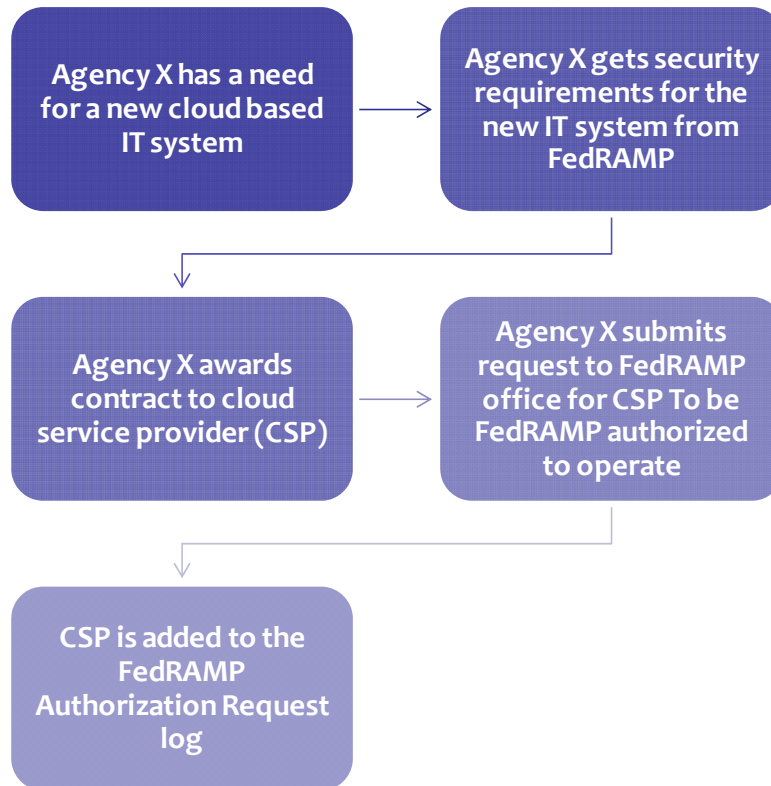 Agency X has a need
for a new cloud based
IT system
Agency X gets security
requirements for the
new IT system from
FedRAMP
Agency X awards
contract to cloud
service provider (CSP)
Agency X submits
request to FedRAMP
office for CSP To be
FedRAMP authorized
to operate
CSP is added to the
FedRAMP
Authorization Request
log